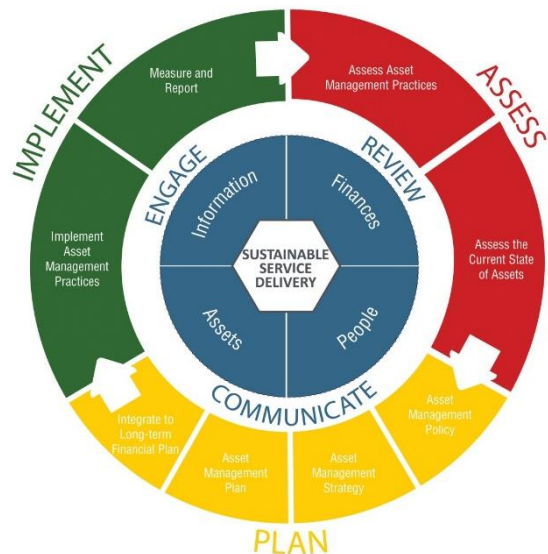 IMPLEMENT
Measure and
Report
Assess Asset
Management Practices
ASSESS
ENGAGE
REVIEW
Information
Finances
Implement
Asset
Management
Practices
SUSTAINABLE
SERVICE
DELIVERY
Assess the
Current State
of Assets
Assets
People
COMMUNICATE
Integrate to
Long-term
Financial Plan
Asset
Management
Plan
Asset
Management
Strategy
Asset
Management
Policy
PLAN